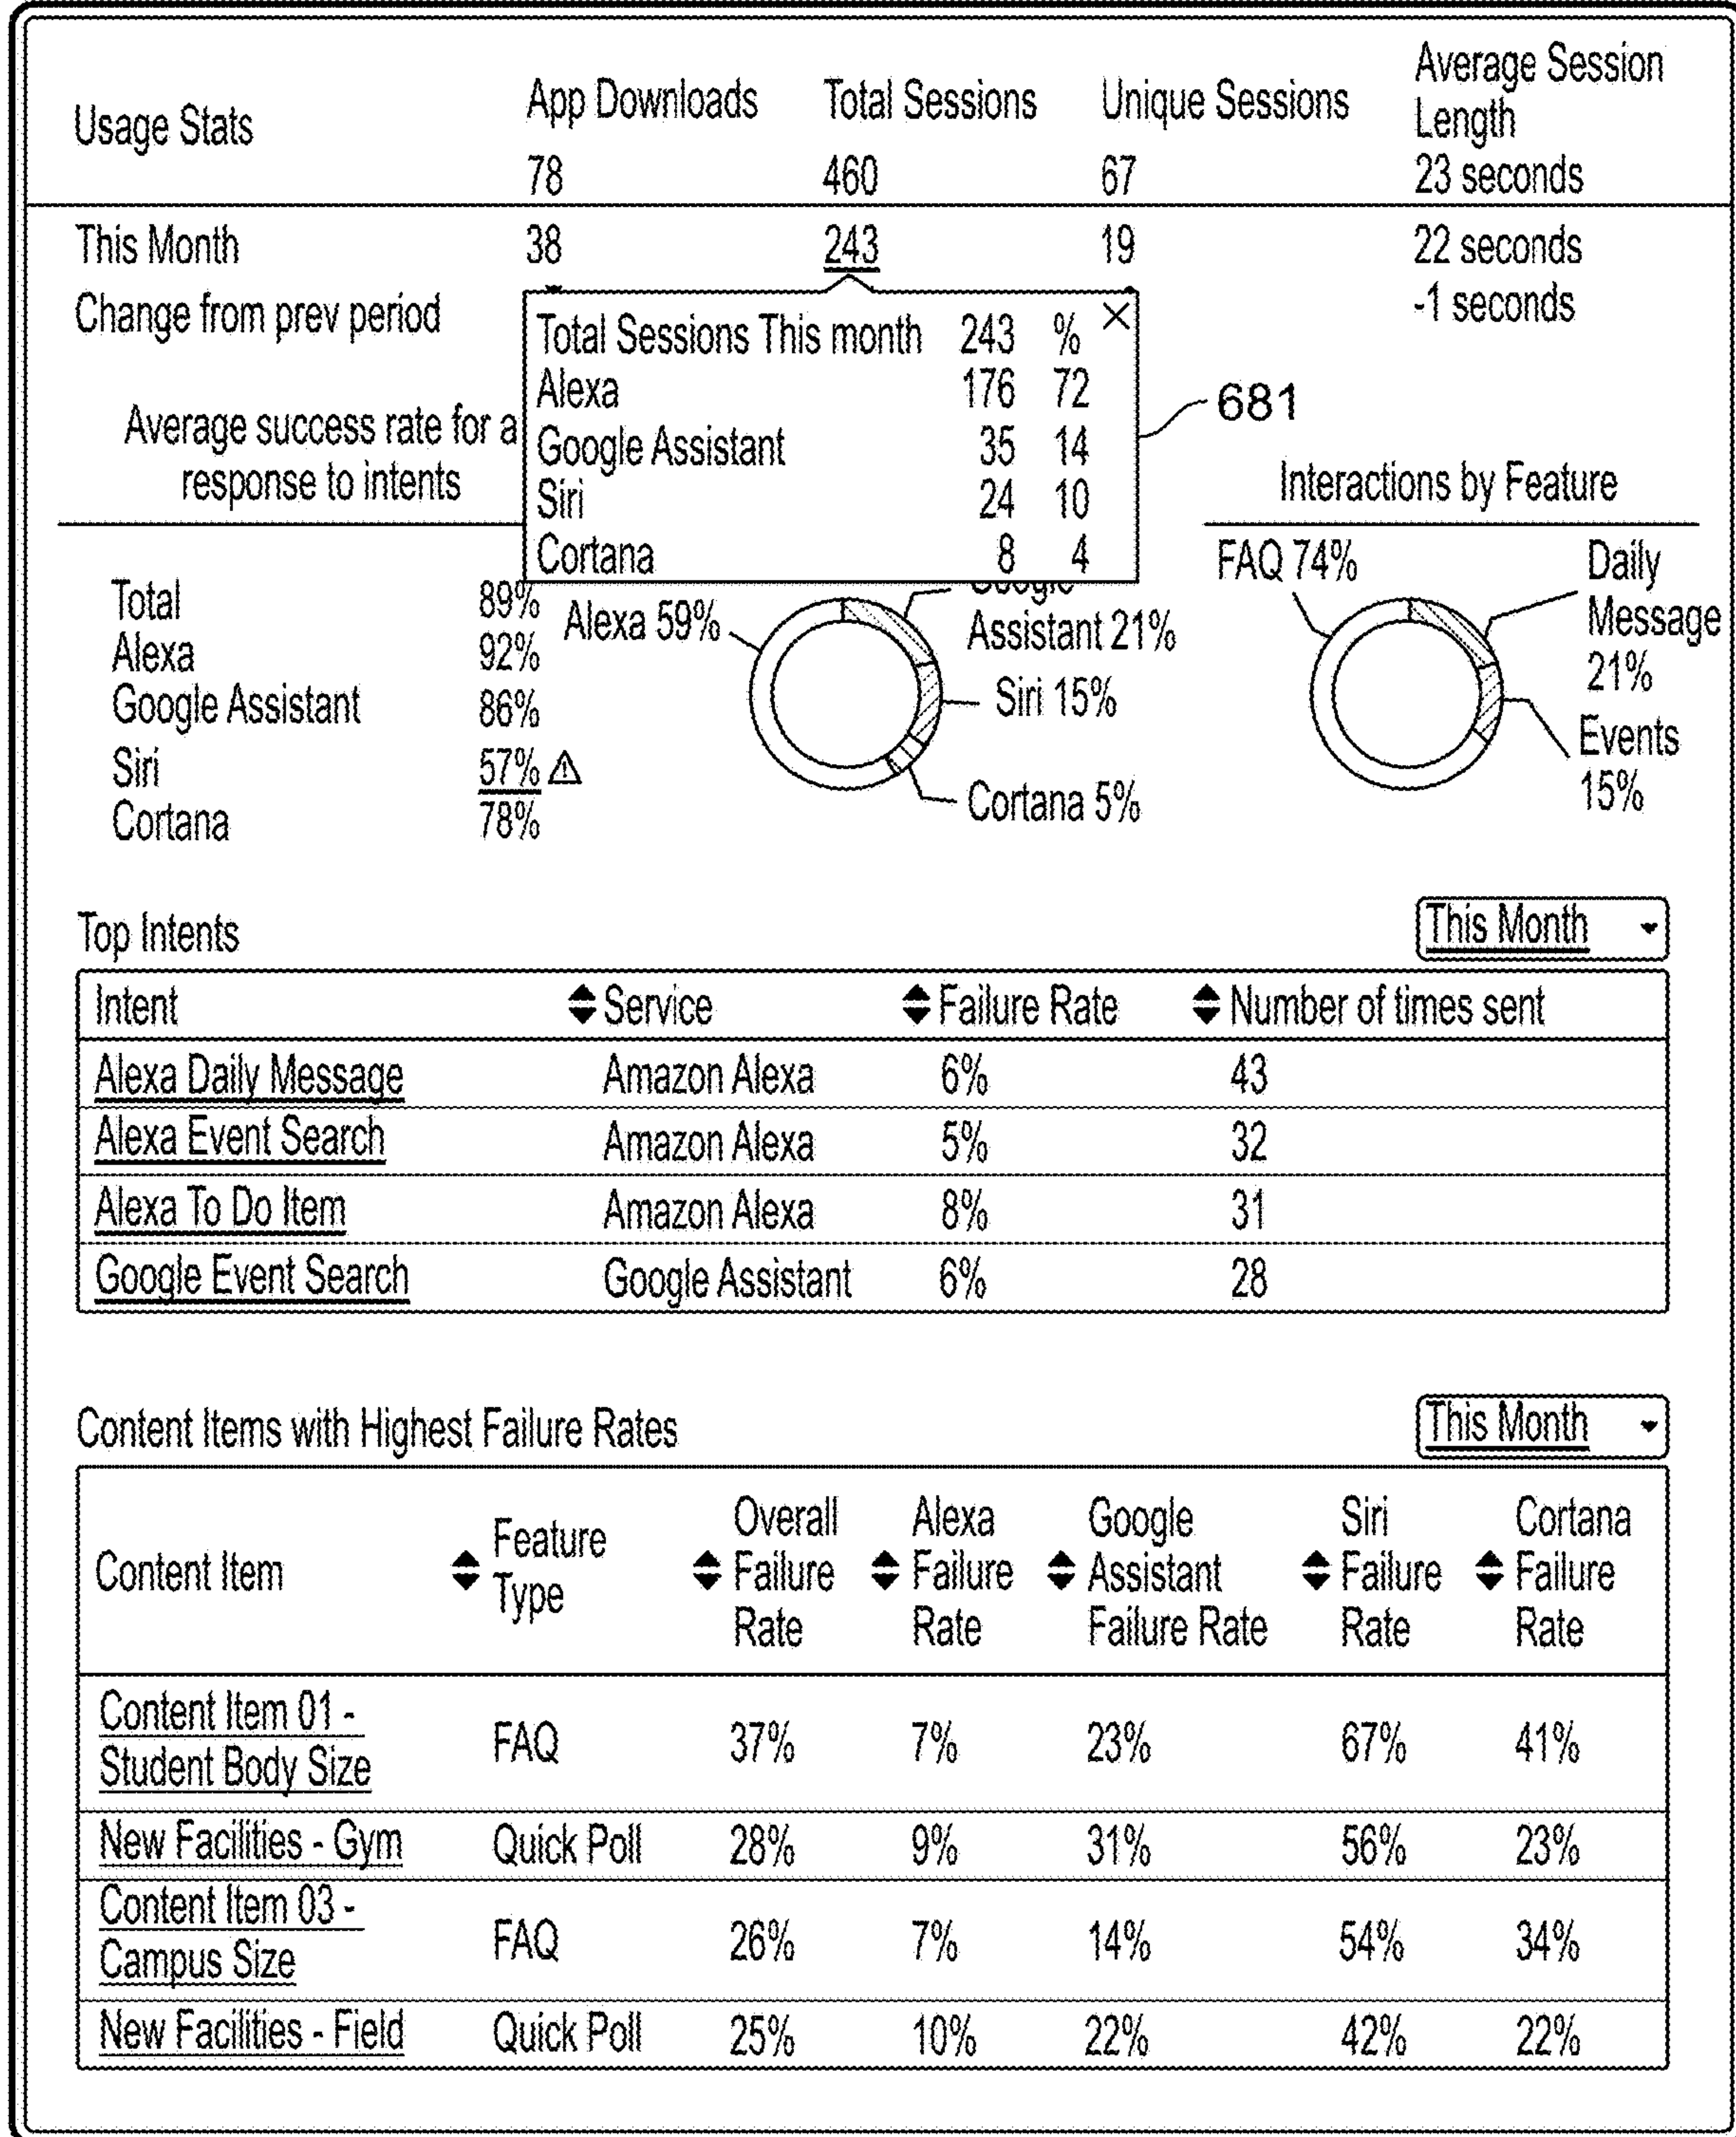 Usage Stats
App Downloads
Total Sessions
Unique Sessions
Average Session
Length
78
460
67
23 seconds
This Month
38
243
19
22 seconds
Change from prev period
-1 seconds
Total Sessions This month 243 %
Alexa 176 72
Google Assistant 35 14
Siri 24 10
Cortana 8 4
681
Average success rate for a
response to intents
Total 89%
Alexa 92%
Google Assistant 86%
Siri 57%
Cortana 78%
Alexa 59%
Assistant 21%
Siri 15%
Cortana 5%
Interactions by Feature
FAQ 74%
Daily
Message
21%
Events
15%
Top Intents
This Month
Intent Service Failure Rate Number of times sent
Alexa Daily Message Amazon Alexa 6% 43
Alexa Event Search Amazon Alexa 5% 32
Alexa To Do Item Amazon Alexa 8% 31
Google Event Search Google Assistant 6% 28
Content Items with Highest Failure Rates
This Month
Content Item
Feature
Type
Overall
Failure
Rate
Alexa
Failure
Rate
Google
Assistant
Failure Rate
Siri
Failure
Rate
Cortana
Failure
Rate
Content Item 01 -
Student Body Size
FAQ 37% 7% 23% 67% 41%
New Facilities - Gym Quick Poll 28% 9% 31% 56% 23%
Content Item 03 -
Campus Size
FAQ 26% 7% 14% 54% 34%
New Facilities - Field Quick Poll 25% 10% 22% 42% 22%